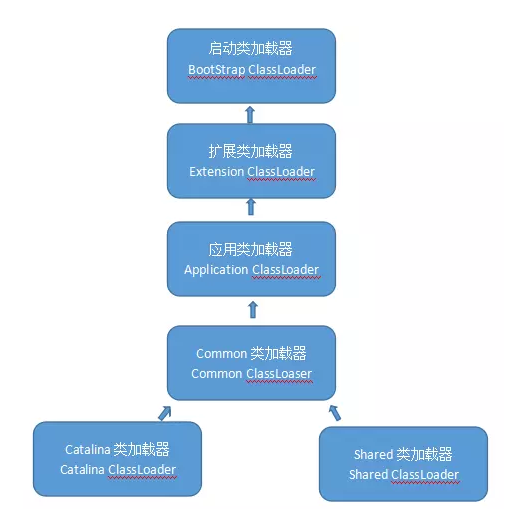 启动类加载器
BootStrap ClassLoader
扩展类加载器
Extension ClassLoader
应用类加载器
Application ClassLoader
Common 类加载器
Common ClassLoaser
Catalina 类加载器
Catalina ClassLoader
Shared 类加载器
Shared ClassLoader